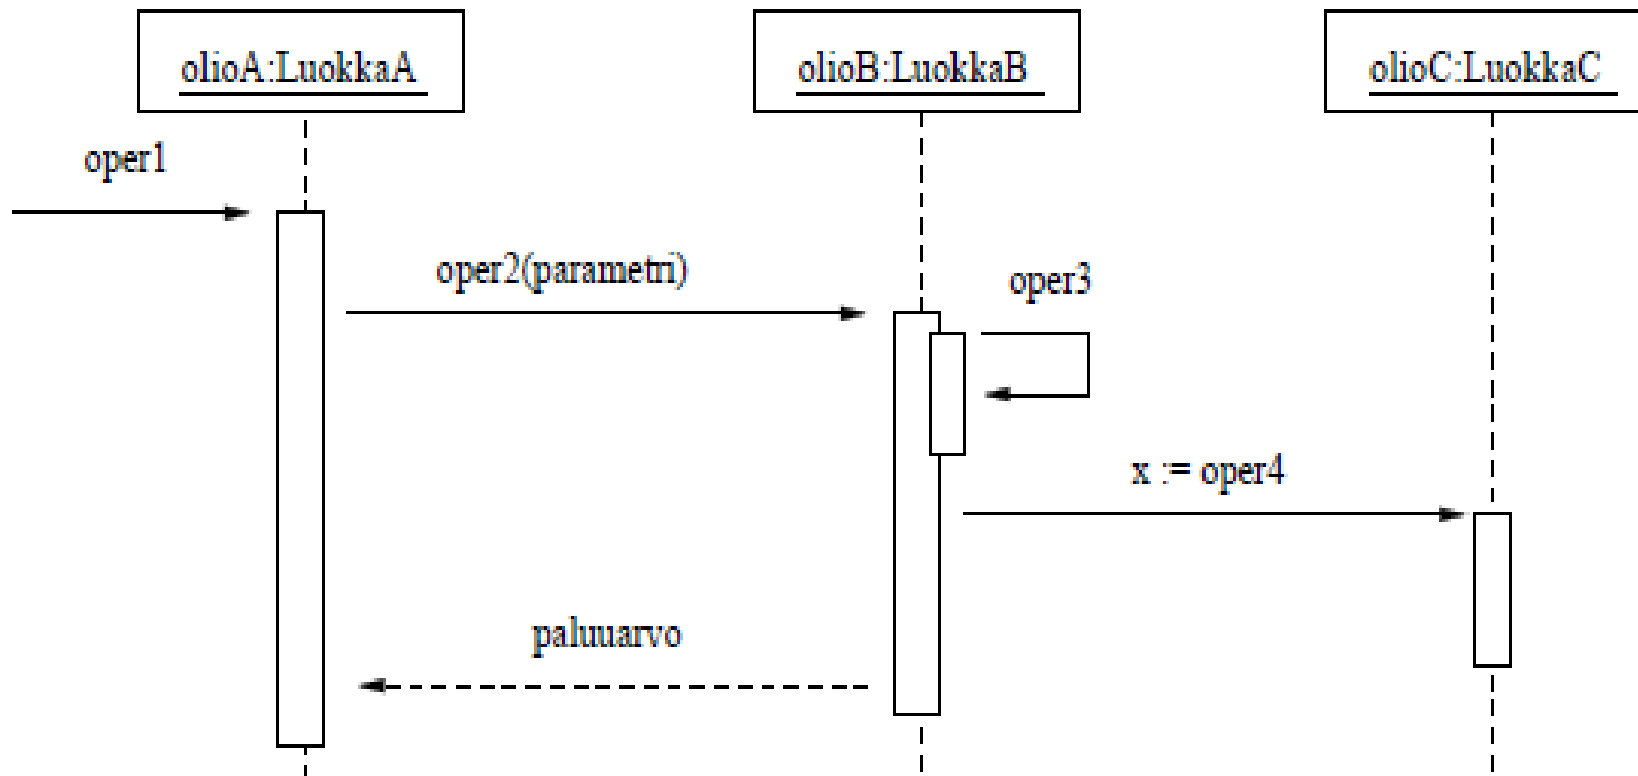 olioA:LuokkaA
olioB:LuokkaB
olioC:LuokkaC
oper1
oper2(parametri)
oper3
x := oper4
paluuarvo